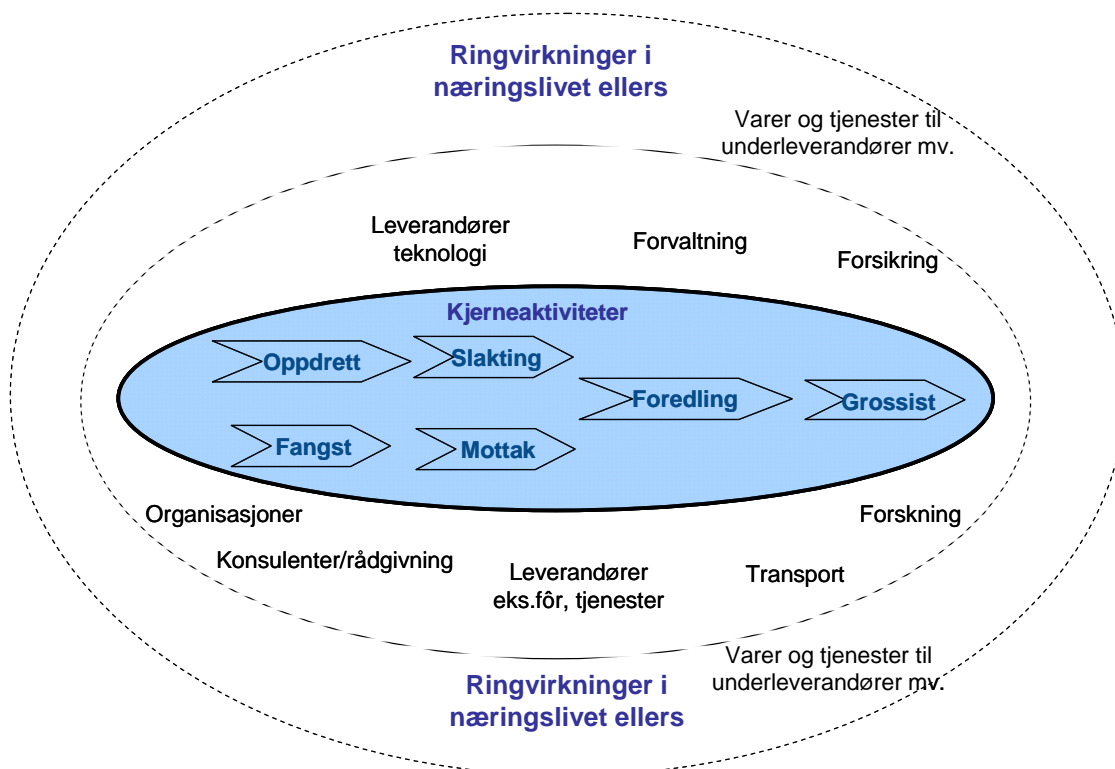 Ringvirkninger i
næringslivet ellers
Varer og tjenester til
underleverandører mv.
Leverandører
teknologi
Forvaltning
Forsikring
Kjerneaktiviteter
Oppdrett
Slakting
Foredling
Grossist
Fangst
Mottak
Organisasjoner
Forskning
Konsulenter/rådgivning
Leverandører
eks.fôr, tjenester
Transport
Varer og tjenester til
underleverandører mv.
Ringvirkninger i
næringslivet ellers